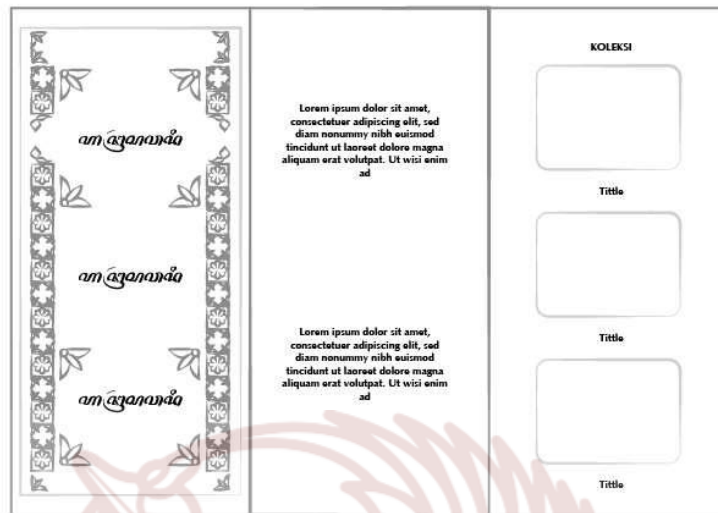 Lorem ipsum dolor sit amet,
consectetuer adipiscing elit, sed
diam nonummy nibh euismod
tincidunt ut laoreet dolore magna
aliquam erat volutpat. Ut wisi enim
ad
Lorem ipsum dolor sit amet,
consectetuer adipiscing elit, sed
diam nonummy nibh euismod
tincidunt ut laoreet dolore magna
aliquam erat volutpat. Ut wisi enim
ad
KOLEKSI
Tittle
Tittle
Tittle